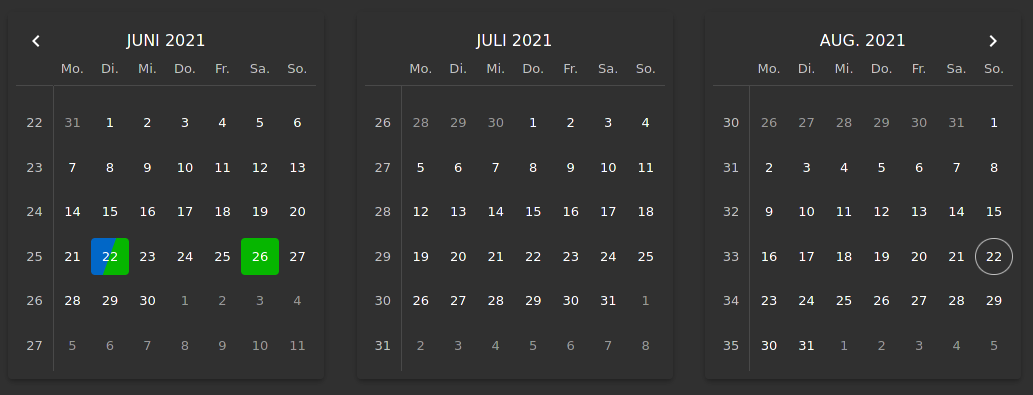 JUNI 2021
Mo. Di. Mi. Do. Fr. Sa. So.
22 31 1 2 3 4 5 6
23 7 8 9 10 11 12 13
24 14 15 16 17 18 19 20
25 21 22 23 24 25 26 27
26 28 29 30 1 2 3 4
27 5 6 7 8 9 10 11
JULI 2021
Mo. Di. Mi. Do. Fr. Sa. So.
26 28 29 30 1 2 3 4
27 5 6 7 8 9 10 11
28 12 13 14 15 16 17 18
29 19 20 21 22 23 24 25
30 26 27 28 29 30 31 1
31 2 3 4 5 6 7 8
AUG. 2021
Mo. Di. Mi. Do. Fr. Sa. So.
30 26 27 28 29 30 31 1
31 2 3 4 5 6 7 8
32 9 10 11 12 13 14 15
33 16 17 18 19 20 21 22
34 23 24 25 26 27 28 29
35 30 31 1 2 3 4 5